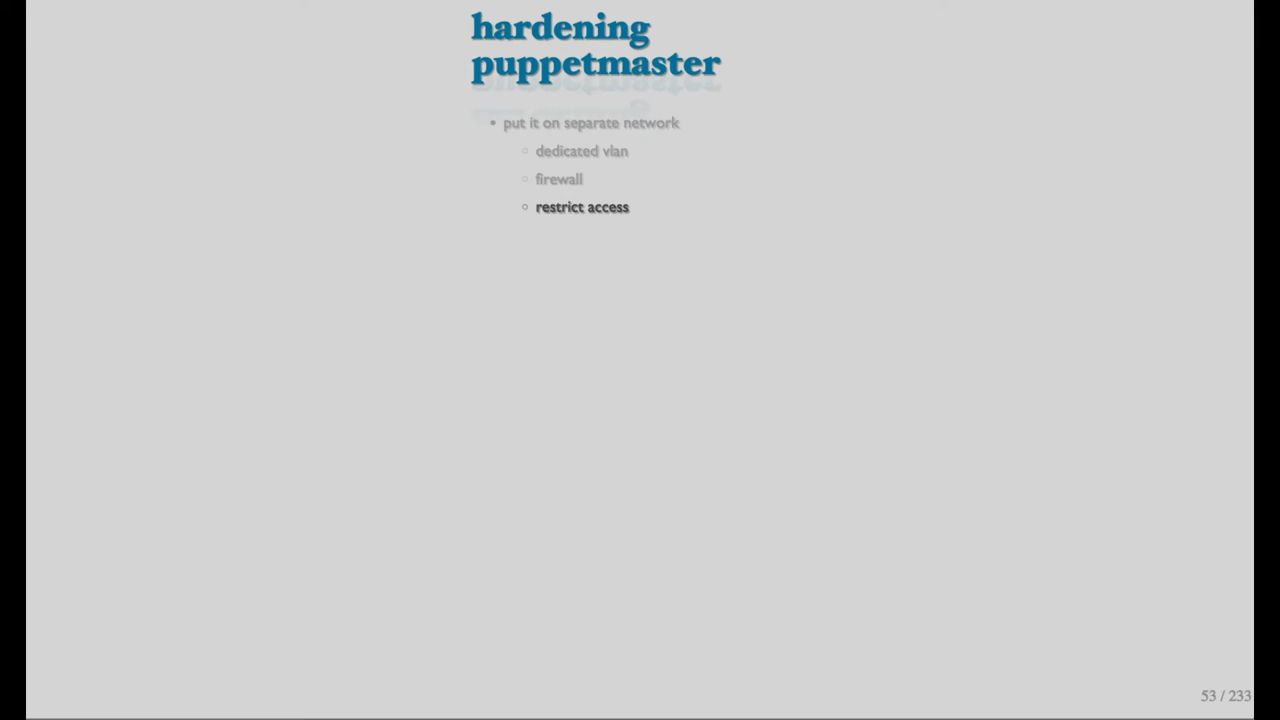 hardening
puppetmaster
• put it on separate network
○ dedicated vlan
○ firewall
○ restrict access
53 / 233